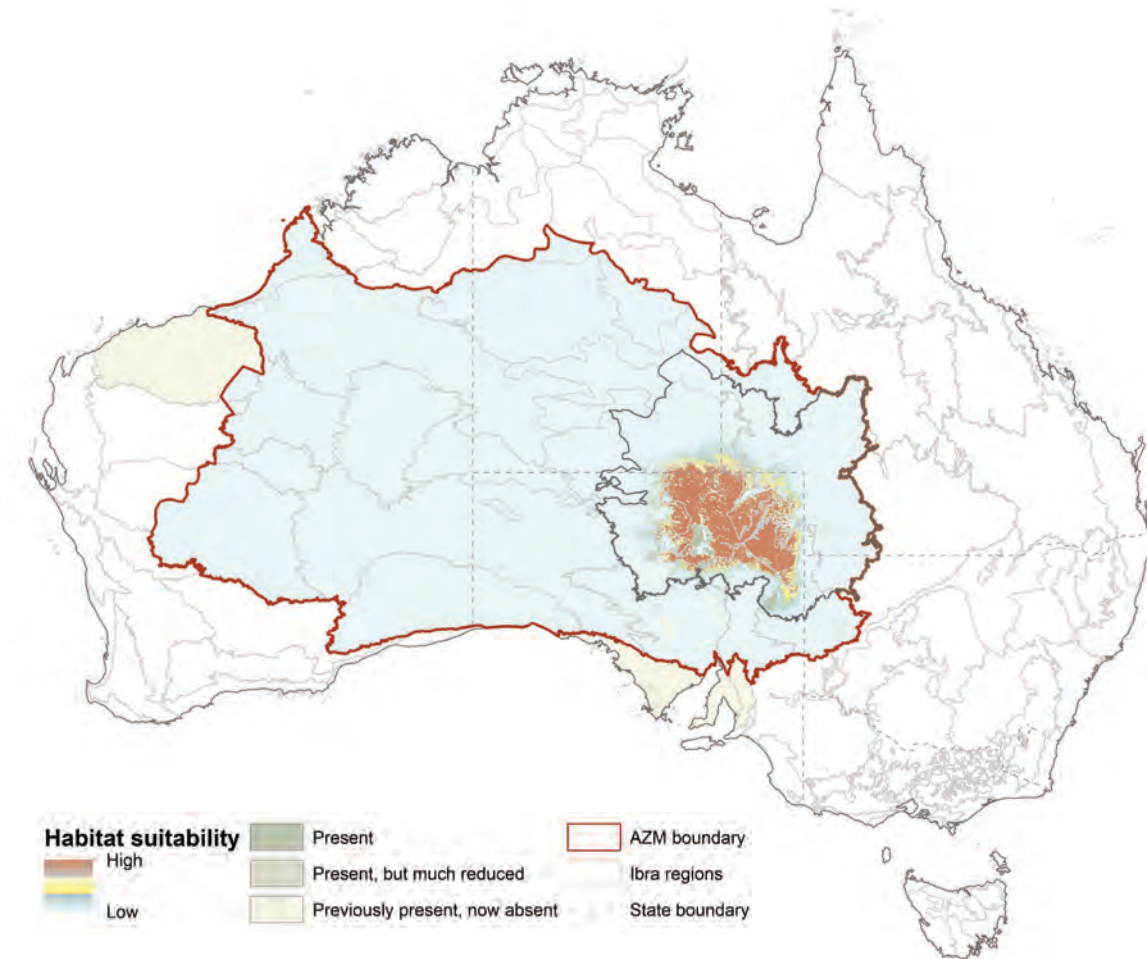 Habitat suitability
High
Low
Present
Present, but much reduced
Previously present, now absent
AZM boundary
Ibra regions
State boundary